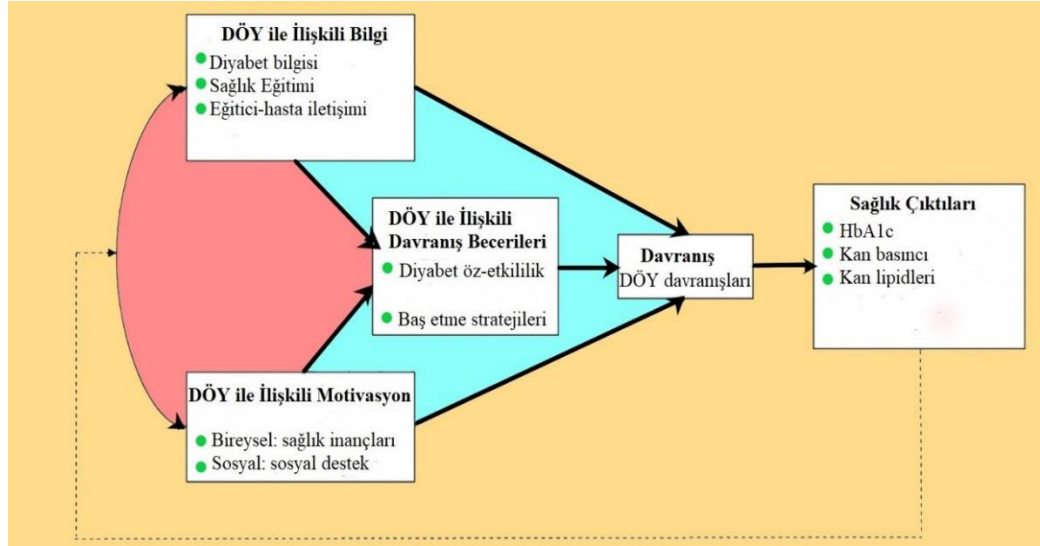 DÖY ile İlişkili Bilgi
Diyabet bilgisi
Sağlık Eğitimi
Eğitici-hasta iletişimi
DÖY ile İlişkili
Davranış Becerileri
Diyabet öz-etkililik
Baş etme stratejileri
DÖY ile İlişkili Motivasyon
Bireysel: sağlık inançları
Sosyal: sosyal destek
Davranış
DÖY davranışları
Sağlık Çıktıları
HbA1c
Kan basıncı
Kan lipidleri